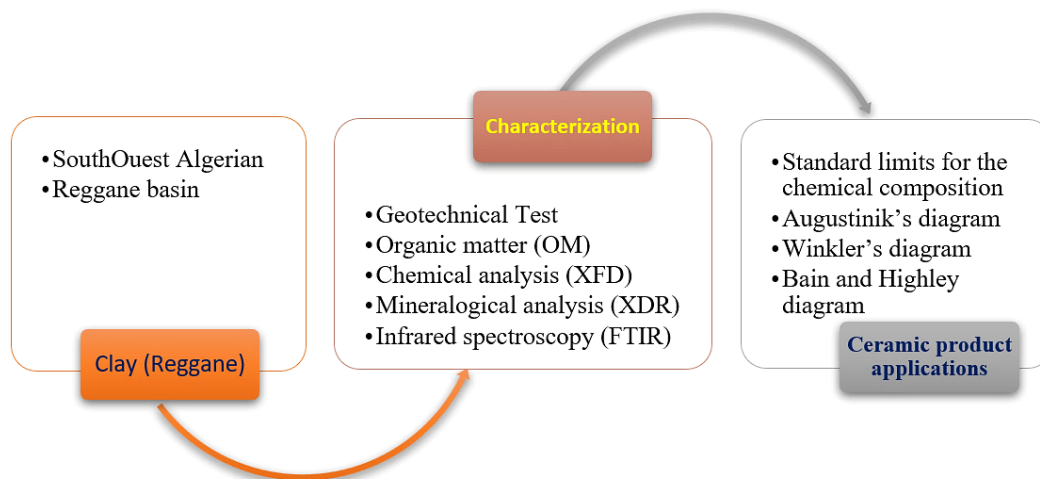 •SouthOuest Algerian
•Reggane basin
Clay (Reggane)
Characterization
•Geotechnical Test
•Organic matter (OM)
•Chemical analysis (XFD)
•Mineralogical analysis (XDR)
•Infrared spectroscopy (FTIR)
•Standard limits for the
chemical composition
•Augustinik’s diagram
•Winkler’s diagram
•Bain and Highley
diagram
Ceramic product
applications